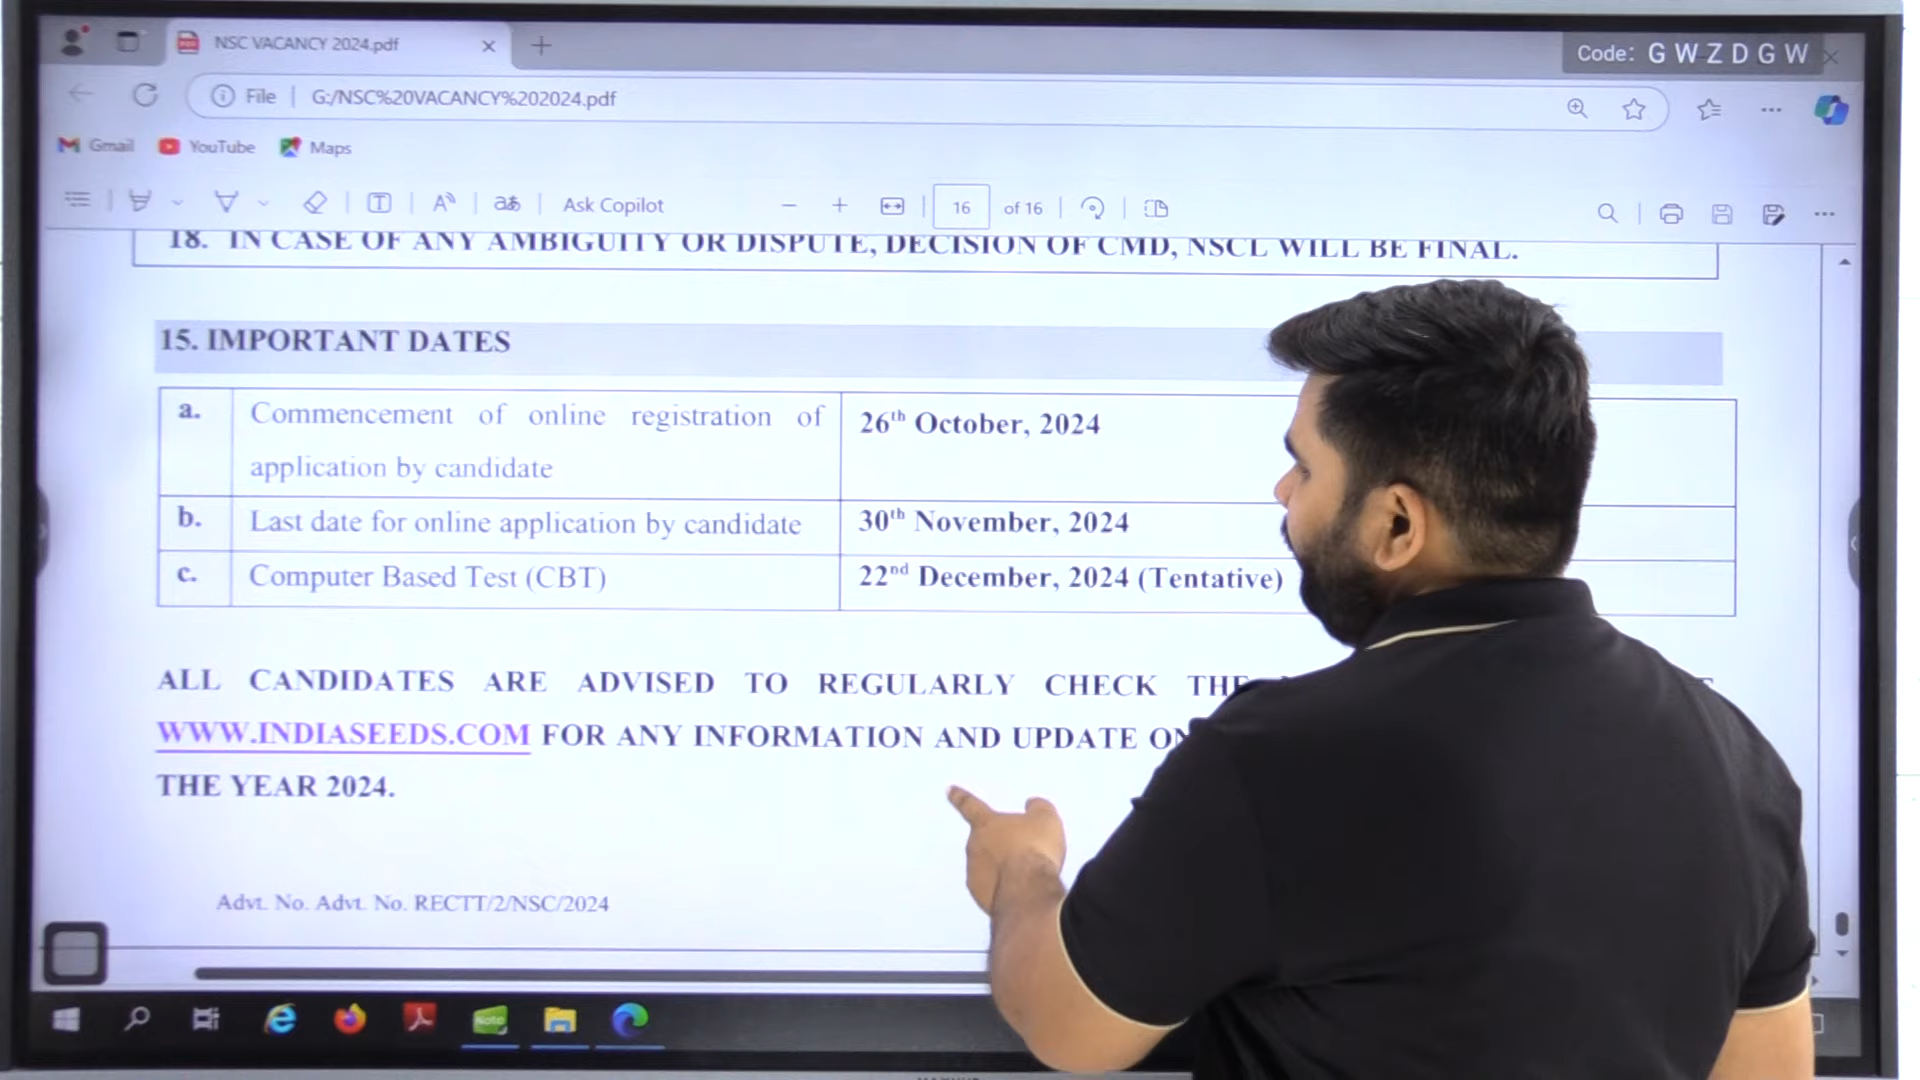 NSC VACANCY 2024.pdf
Code: G W Z D G W
File G:/NSC%20VACANCY%202024.pdf
Gmail YouTube Maps
Ask Copilot 16 of 16
18. IN CASE OF ANY AMBIGUITY OR DISPUTE, DECISION OF CMD, NSCL WILL BE FINAL.
15. IMPORTANT DATES
a. Commencement of online registration of 26th October, 2024
application by candidate
b. Last date for online application by candidate 30th November, 2024
c. Computer Based Test (CBT) 22nd December, 2024 (Tentative)
ALL CANDIDATES ARE ADVISED TO REGULARLY CHECK THE
WWW.INDIASEEDS.COM FOR ANY INFORMATION AND UPDATE ON
THE YEAR 2024.
Advt. No. Advt. No. RECTT/2/NSC/2024
Note